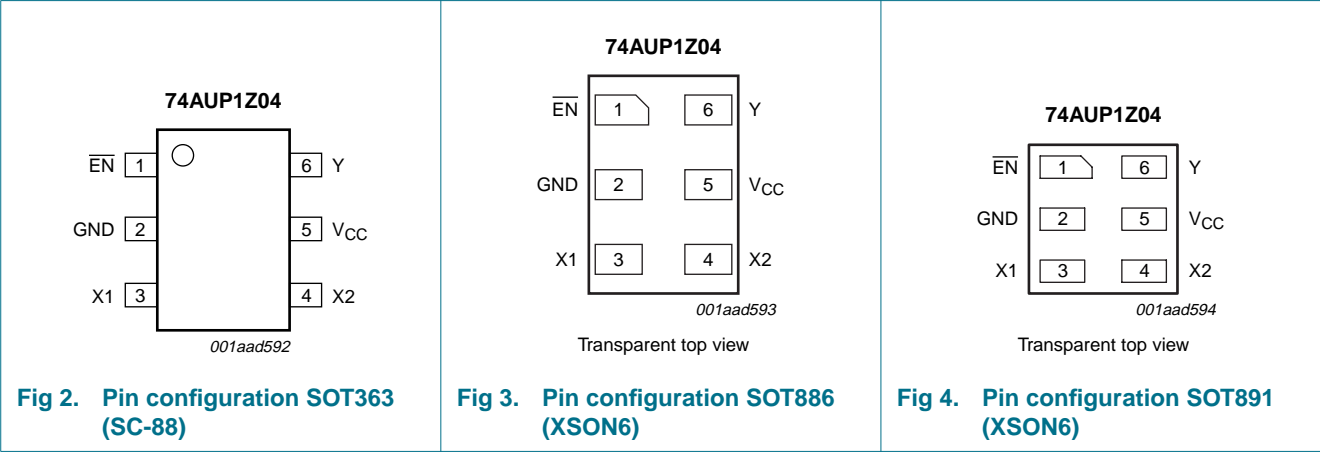 74AUP1Z04
EN 1 6 Y
GND 2 5 VCC
X1 3 4 X2
001aad592
Fig 2. Pin configuration SOT363
(SC-88)
74AUP1Z04
EN 1 6 Y
GND 2 5 VCC
X1 3 4 X2
001aad593
Transparent top view
Fig 3. Pin configuration SOT886
(XSON6)
74AUP1Z04
EN 1 6 Y
GND 2 5 VCC
X1 3 4 X2
001aad594
Transparent top view
Fig 4. Pin configuration SOT891
(XSON6)